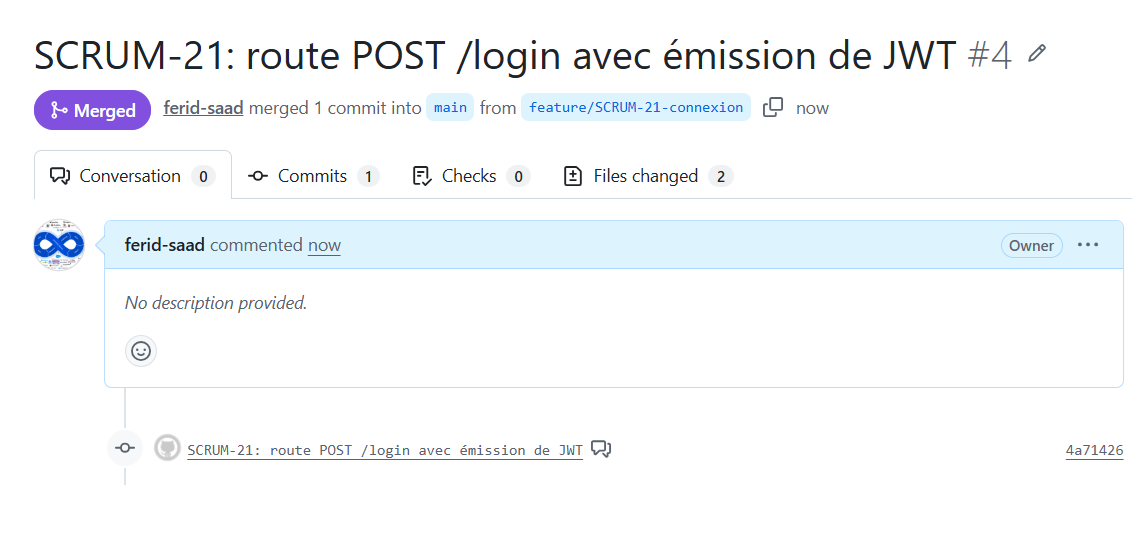 SCRUM-21: route POST /login avec émission de JWT #4
Merged ferid-saad merged 1 commit into main from feature/SCRUM-21-connexion now
Conversation 0 Commits 1 Checks 0 Files changed 2
ferid-saad commented now Owner
No description provided.
SCRUM-21: route POST /login avec émission de JWT 4a71426